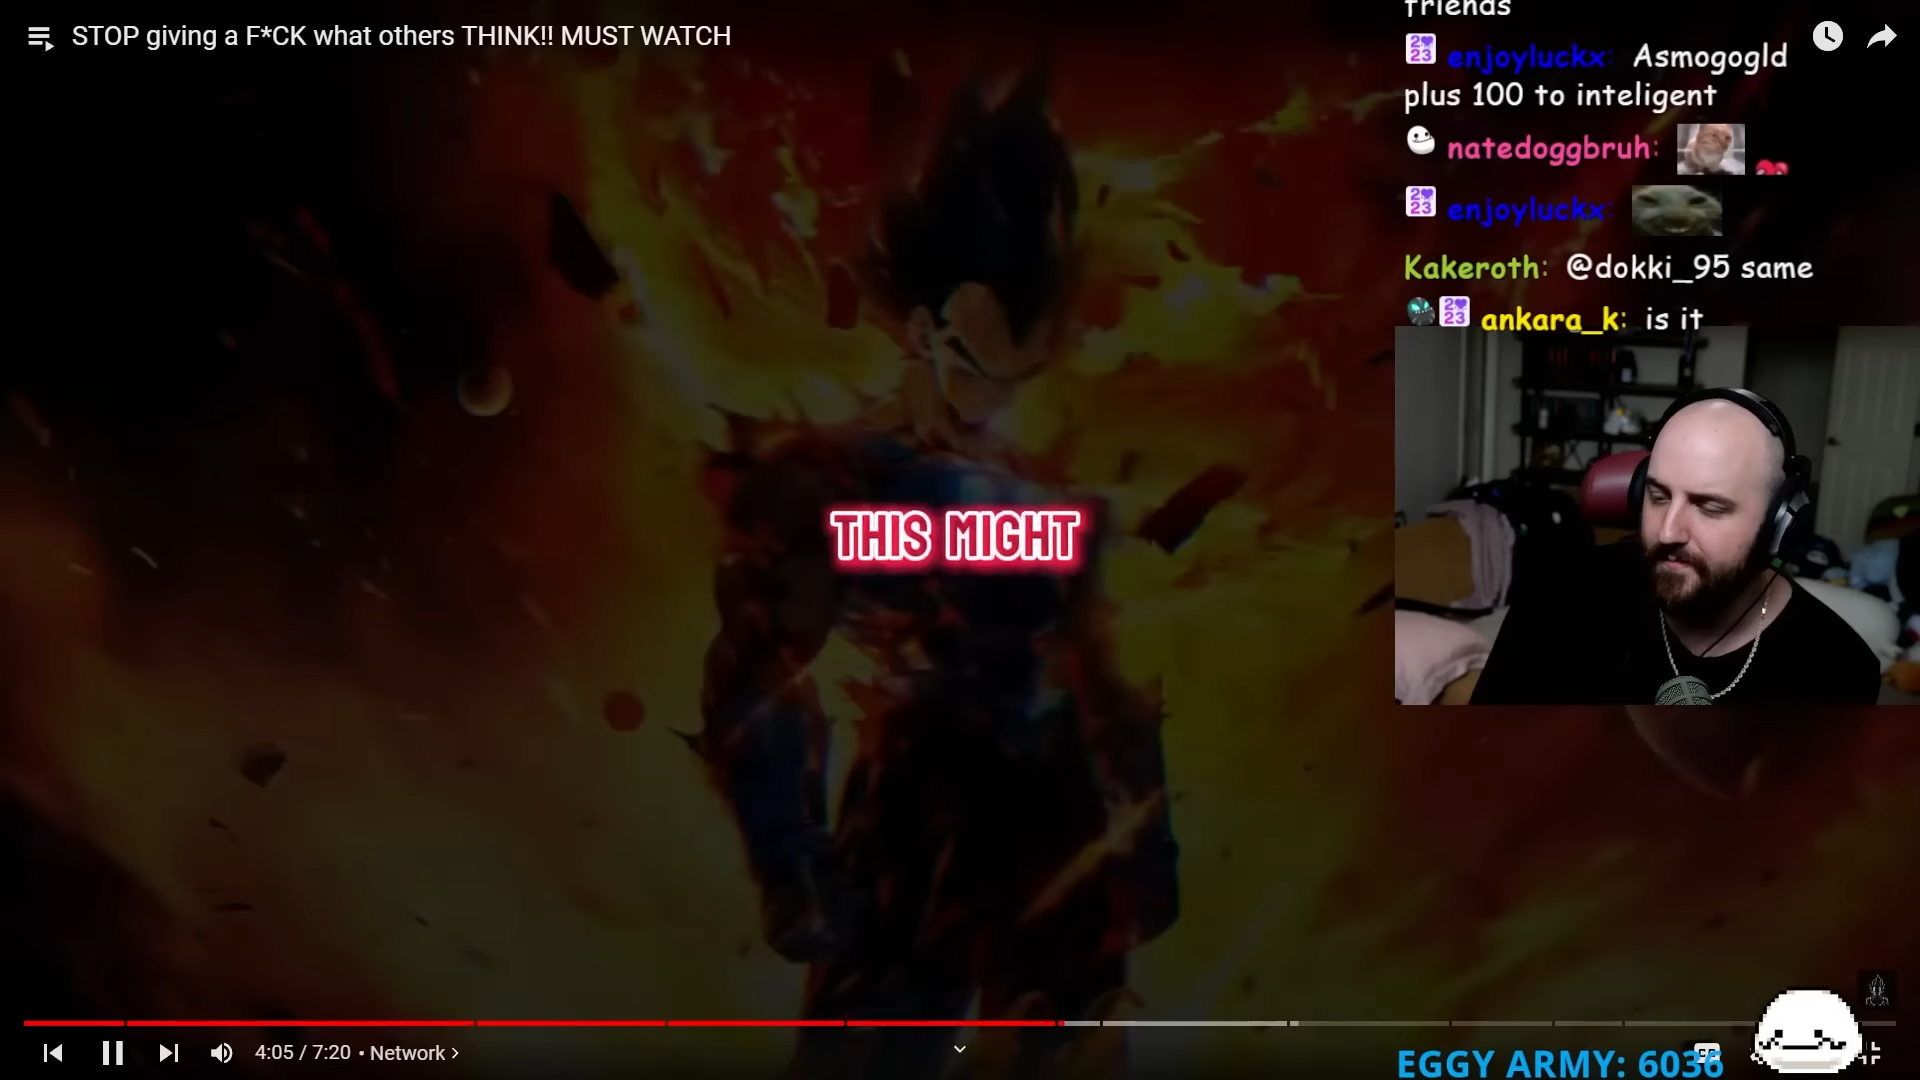 STOP giving a F*CK what others THINK!! MUST WATCH
friends
enjoyluckx: Asmogogld
plus 100 to inteligent
natedoggbruh:
enjoyluckx:
Kakeroth: @dokki_95 same
ankara_k: is it
THIS MIGHT
4:05 / 7:20 • Network ›
EGGY ARMY: 6036